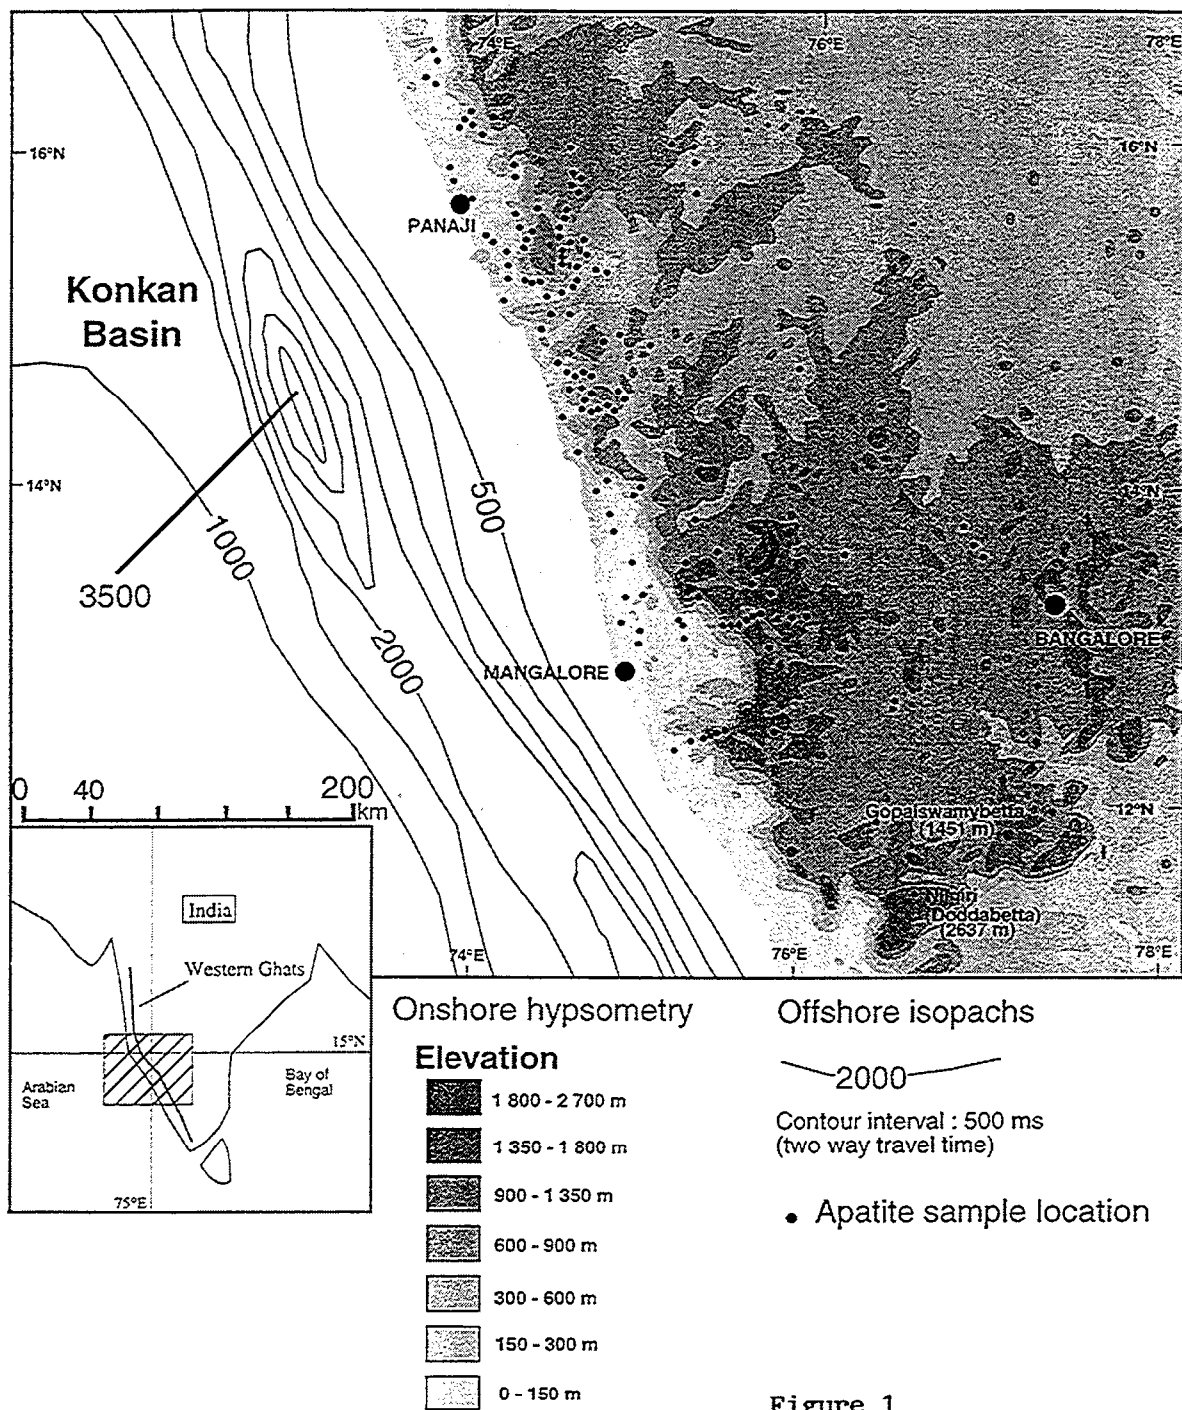 74°E
76°E
78°E
16°N
16°N
PANAJI
Konkan
Basin
14°N
14°N
500
1000
3500
2000
BANGALORE
MANGALORE
0 40 200
km
Gopalswamybetta
(1451 m)
12°N
(Doddabetta)
(2637 m)
74°E
76°E
78°E
India
Western Ghats
15°N
Arabian
Sea
Bay of
Bengal
75°E
Onshore hypsometry
Elevation
1 800 - 2 700 m
1 350 - 1 800 m
900 - 1 350 m
600 - 900 m
300 - 600 m
150 - 300 m
0 - 150 m
Offshore isopachs
2000
Contour interval : 500 ms
(two way travel time)
Apatite sample location
Figure 1